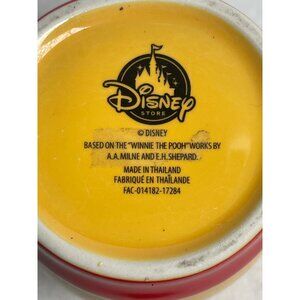 Disney
STORE
© DISNEY
BASED ON THE "WINNIE THE POOH" WORKS BY
A.A. MILNE AND E.H. SHEPARD.
MADE IN THAILAND
FABRIQUÉ EN THAÏLANDE
FAC-014182-17284